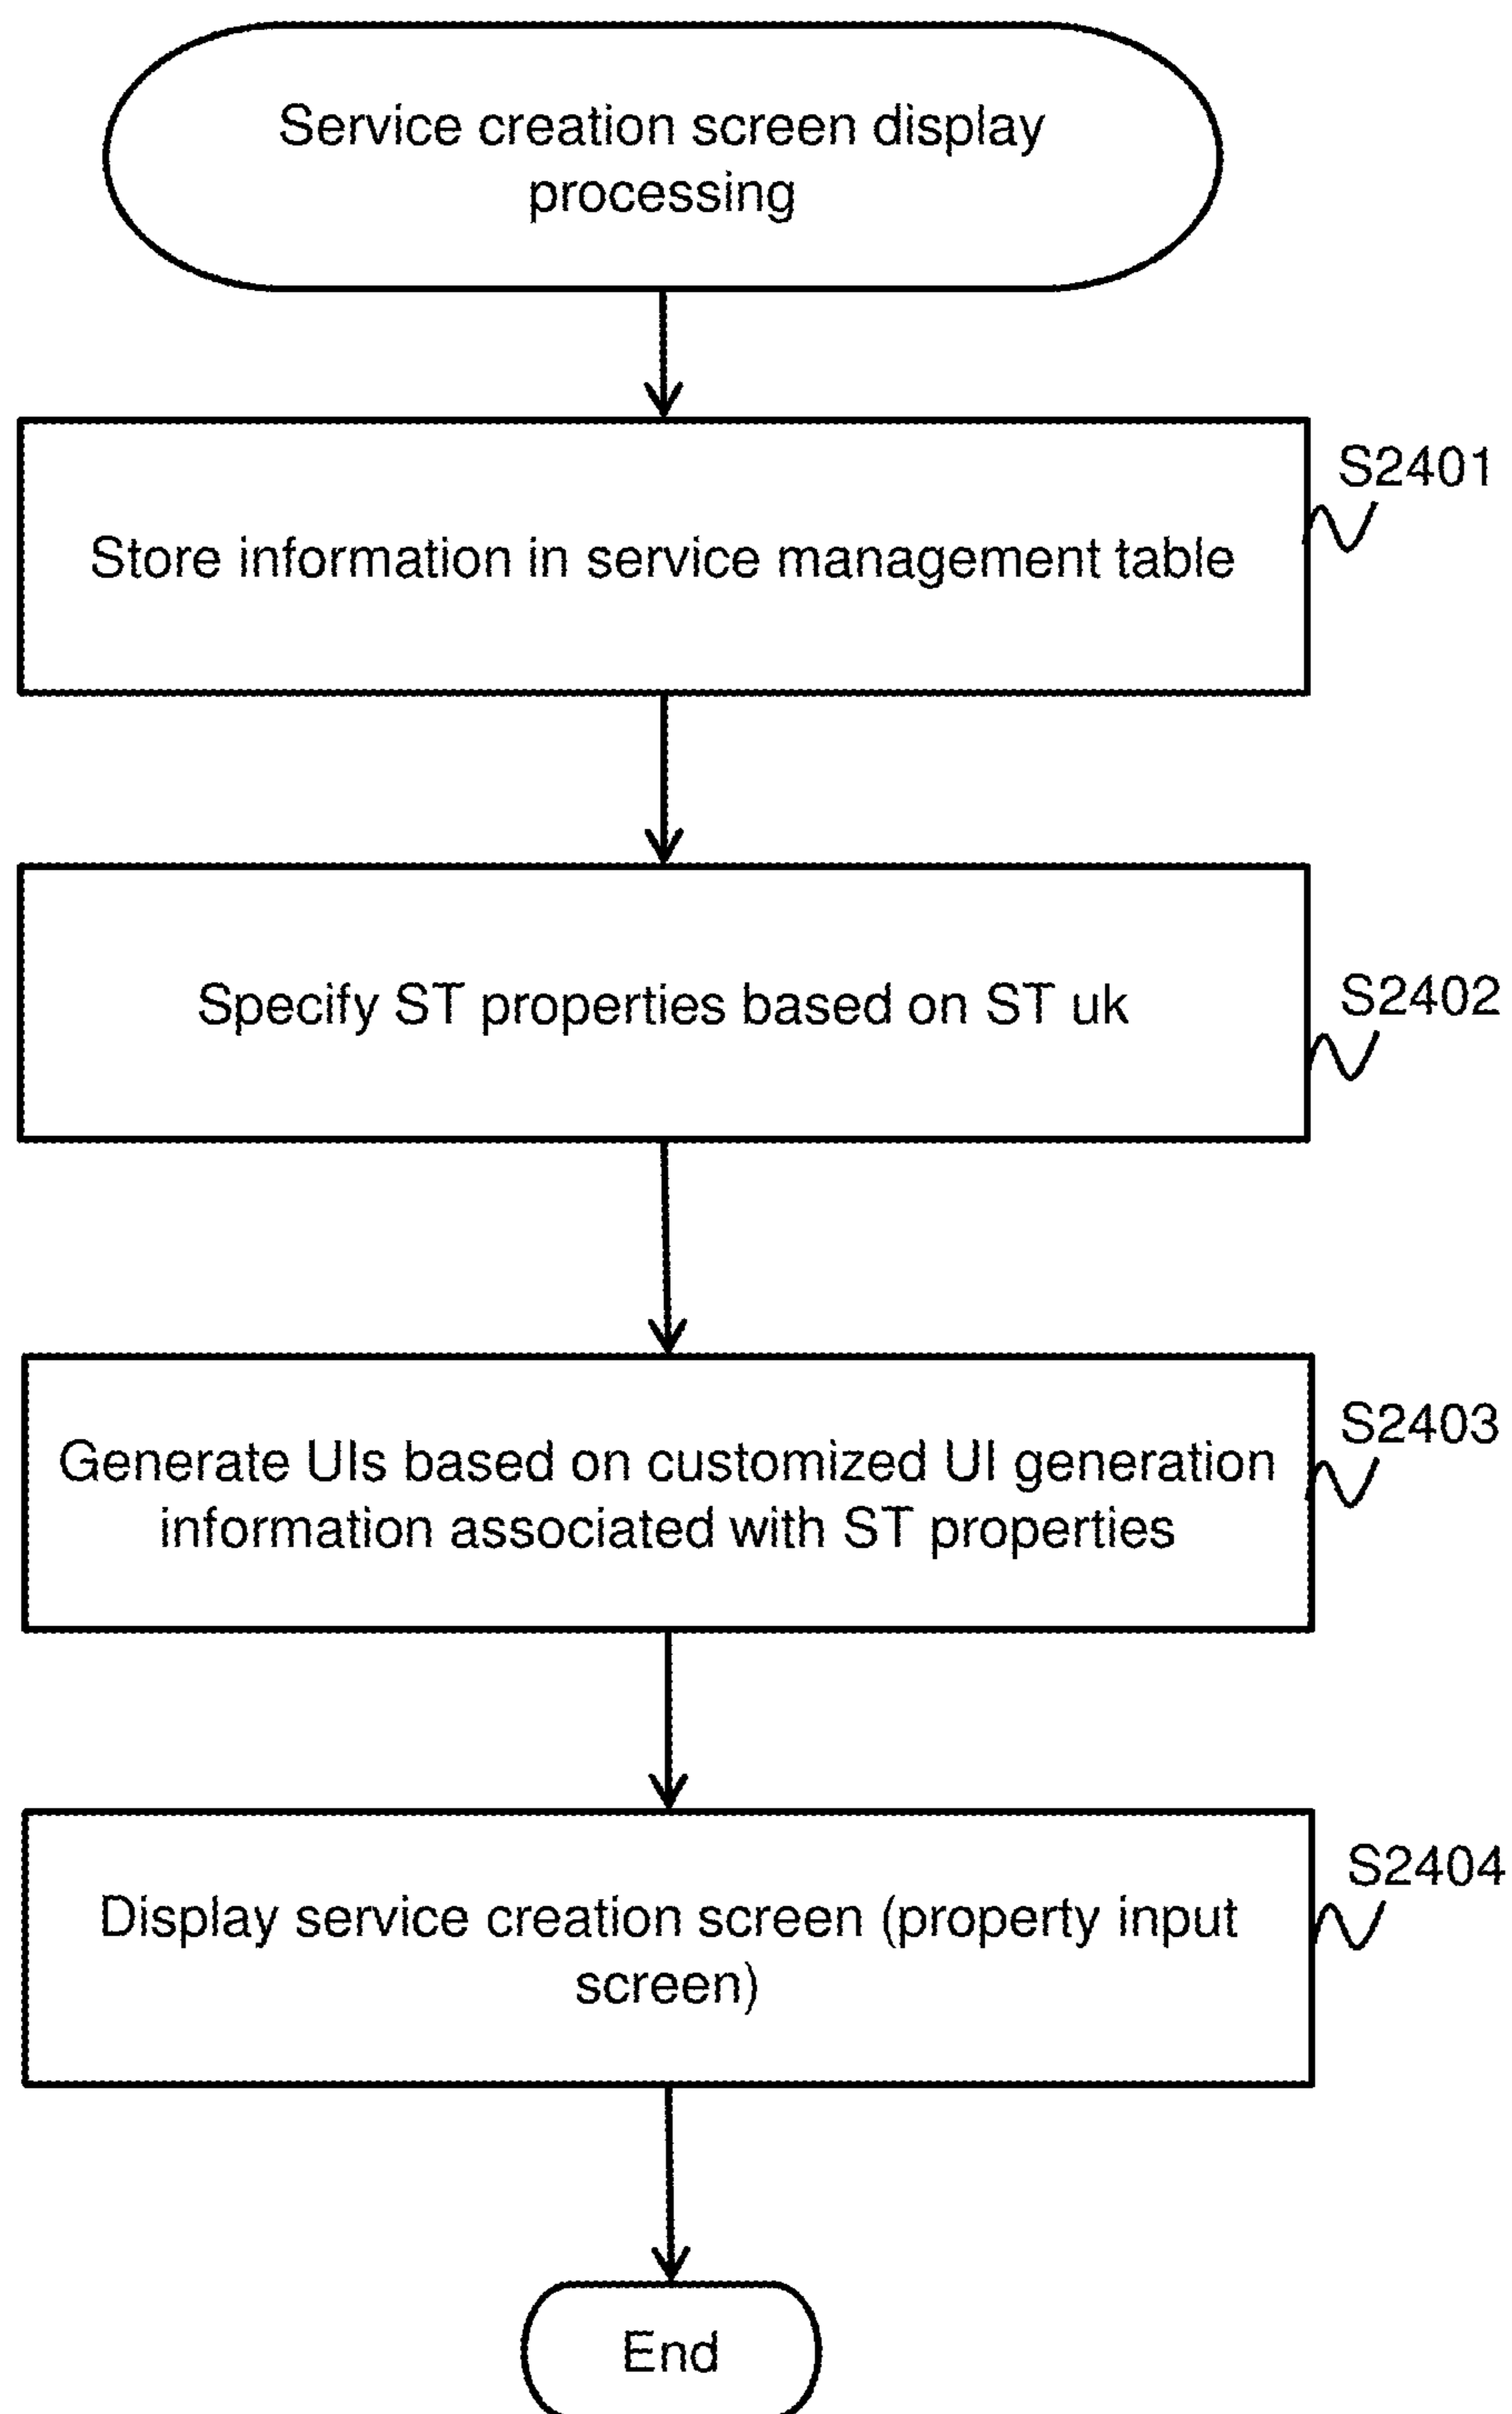 Service creation screen display
processing
S2401
Store information in service management table
S2402
Specify ST properties based on ST uk
S2403
Generate UIs based on customized UI generation
information associated with ST properties
S2404
Display service creation screen (property input
screen)
End